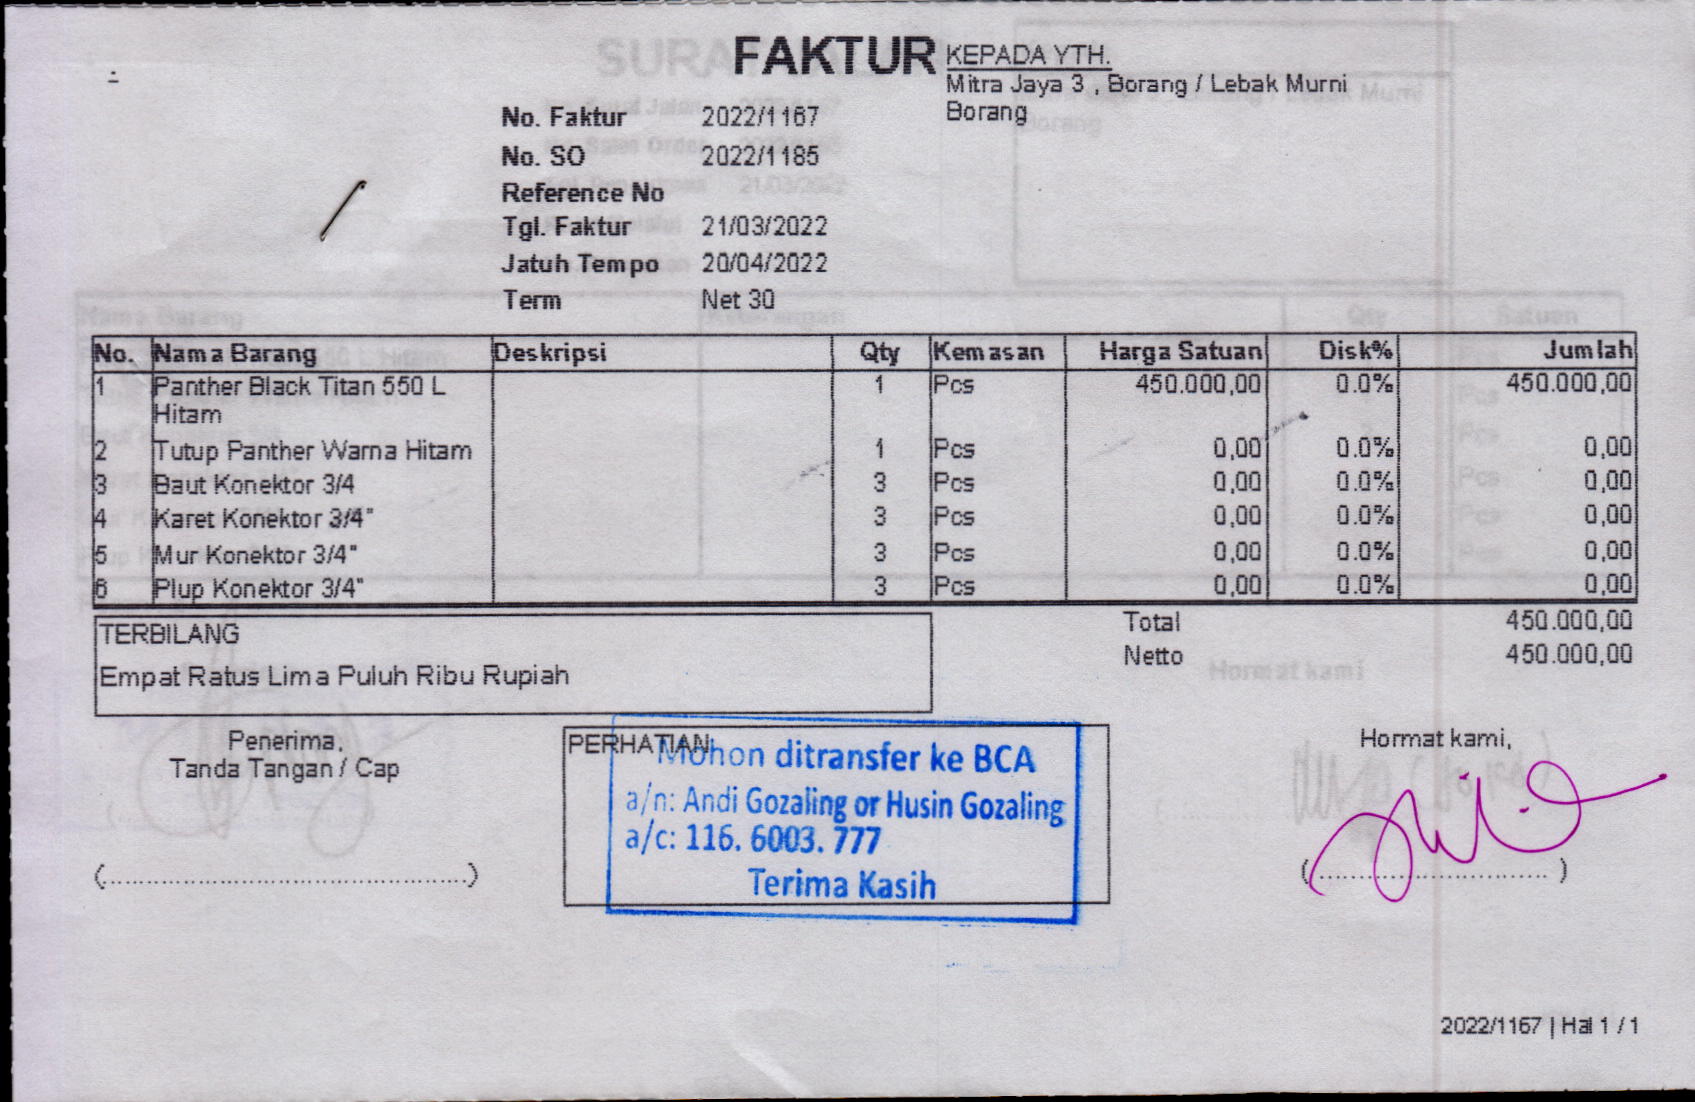 FAKTUR
KEPADA YTH.
Mitra Jaya 3 , Borang / Lebak Murni
Borang
No. Faktur 2022/1167
No. SO 2022/1185
Reference No
Tgl. Faktur 21/03/2022
Jatuh Tempo 20/04/2022
Term Net 30
No. Nama Barang Deskripsi Qty Kemasan Harga Satuan Disk% Jumlah
1 Panther Black Titan 550 L 1 Pcs 450.000,00 0.0% 450.000,00
Hitam
2 Tutup Panther Warna Hitam 1 Pcs 0,00 0.0% 0,00
3 Baut Konektor 3/4 3 Pcs 0,00 0.0% 0,00
4 Karet Konektor 3/4" 3 Pcs 0,00 0.0% 0,00
5 Mur Konektor 3/4" 3 Pcs 0,00 0.0% 0,00
6 Plup Konektor 3/4" 3 Pcs 0,00 0.0% 0,00
Total 450.000,00
Netto 450.000,00
TERBILANG
Empat Ratus Lima Puluh Ribu Rupiah
Penerima,
Tanda Tangan / Cap
(................................................)
PERHATIAN:
Mohon ditransfer ke BCA
a/n: Andi Gozaling or Husin Gozaling
a/c: 116. 6003. 777
Terima Kasih
Hormat kami,
(................................)
2022/1167 | Hal 1 / 1